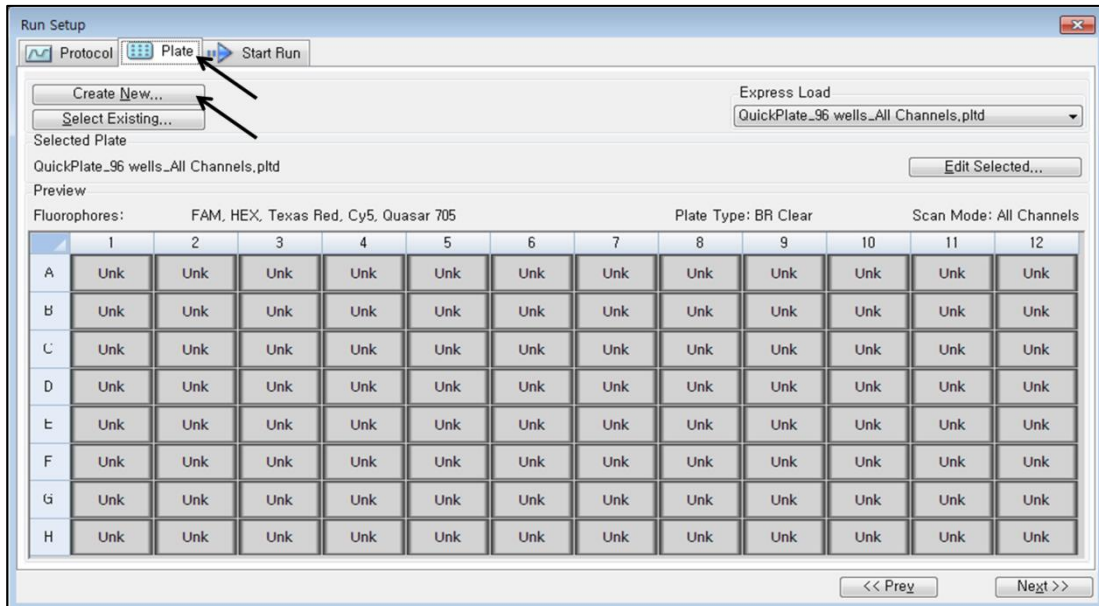 Run Setup
Protocol Plate Start Run
Create New... Express Load
Select Existing... QuickPlate_96 wells_All Channels.pltd
Selected Plate
QuickPlate_96 wells_All Channels.pltd Edit Selected...
Preview
Fluorophores: FAM, HEX, Texas Red, Cy5, Quasar 705 Plate Type: BR Clear Scan Mode: All Channels
1 2 3 4 5 6 7 8 9 10 11 12
A Unk Unk Unk Unk Unk Unk Unk Unk Unk Unk Unk Unk
B Unk Unk Unk Unk Unk Unk Unk Unk Unk Unk Unk Unk
C Unk Unk Unk Unk Unk Unk Unk Unk Unk Unk Unk Unk
D Unk Unk Unk Unk Unk Unk Unk Unk Unk Unk Unk Unk
E Unk Unk Unk Unk Unk Unk Unk Unk Unk Unk Unk Unk
F Unk Unk Unk Unk Unk Unk Unk Unk Unk Unk Unk Unk
G Unk Unk Unk Unk Unk Unk Unk Unk Unk Unk Unk Unk
H Unk Unk Unk Unk Unk Unk Unk Unk Unk Unk Unk Unk
<< Prev Next >>